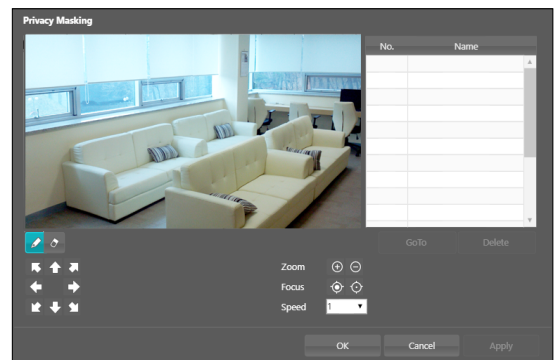 Privacy Masking
No. Name
GoTo Delete
Zoom
Focus
Speed 1
OK Cancel Apply